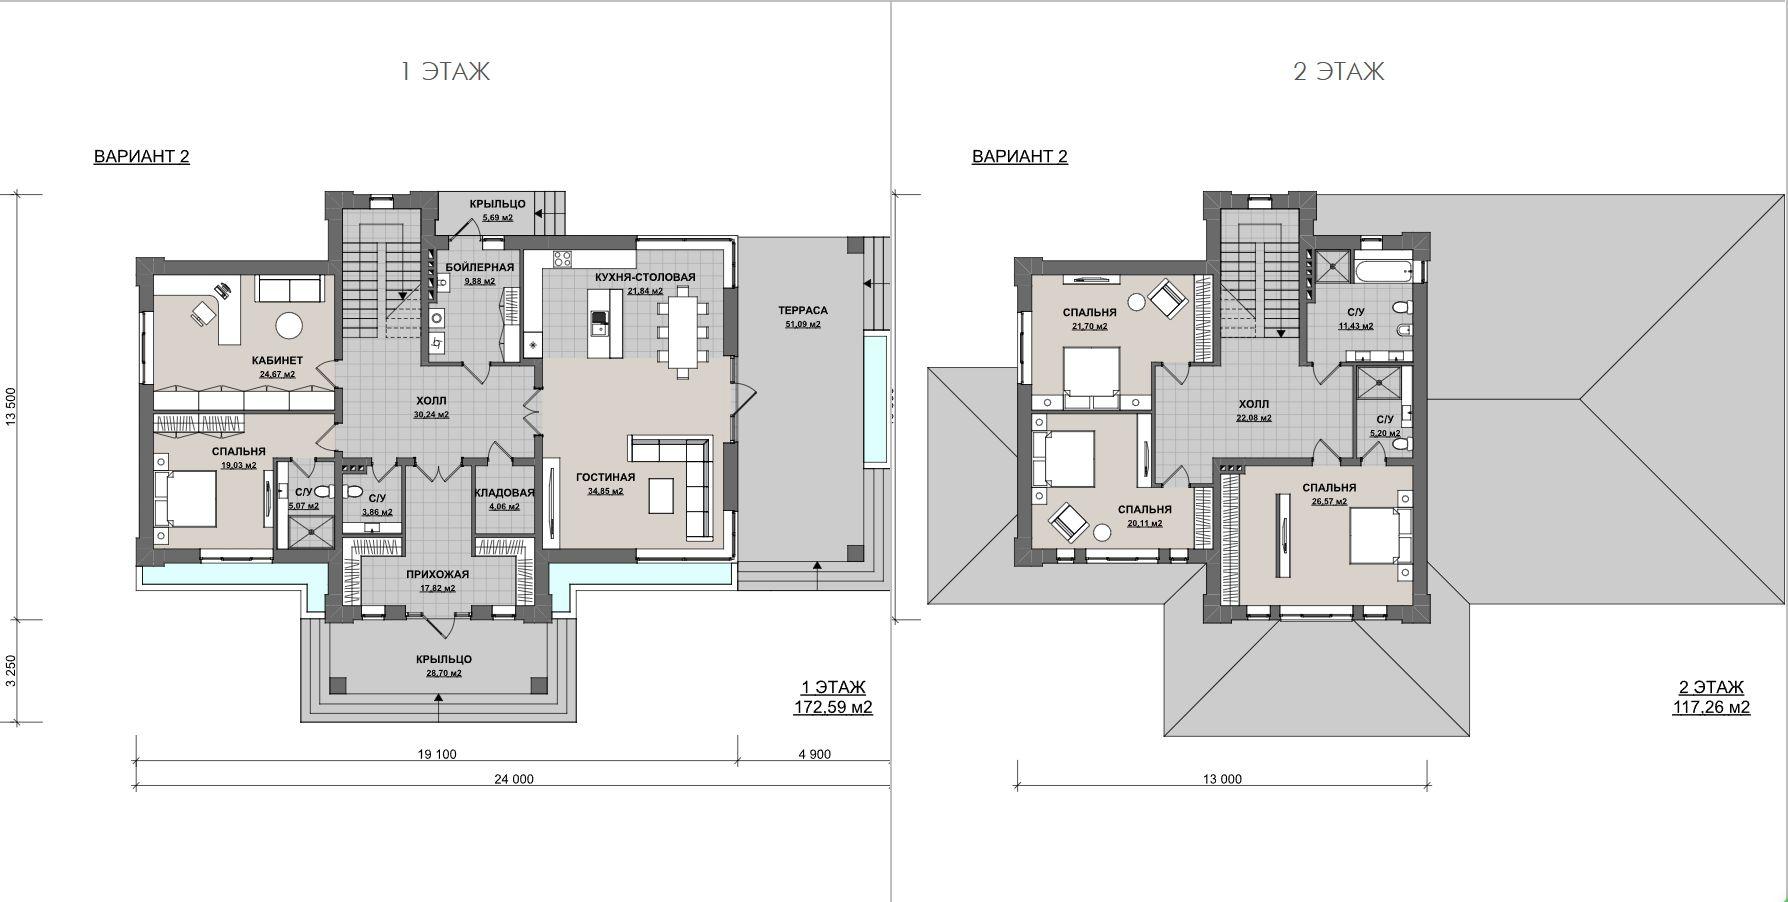 1 ЭТАЖ
ВАРИАНТ 2
КРЫЛЬЦО
5,69 м2
БОЙЛЕРНАЯ
9,88 м2
КУХНЯ-СТОЛОВАЯ
21,84 м2
ТЕРРАСА
51,09 м2
КАБИНЕТ
24,67 м2
ХОЛЛ
30,24 м2
СПАЛЬНЯ
19,03 м2
С/У
5,07 м2
С/У
3,86 м2
КЛАДОВАЯ
4,06 м2
ГОСТИНАЯ
34,85 м2
ПРИХОЖАЯ
17,82 м2
КРЫЛЬЦО
28,70 м2
13 500
3 250
1 ЭТАЖ
172,59 м2
19 100
4 900
24 000
2 ЭТАЖ
ВАРИАНТ 2
СПАЛЬНЯ
21,70 м2
С/У
11,43 м2
ХОЛЛ
22,08 м2
С/У
5,20 м2
СПАЛЬНЯ
20,11 м2
СПАЛЬНЯ
26,57 м2
2 ЭТАЖ
117,26 м2
13 000